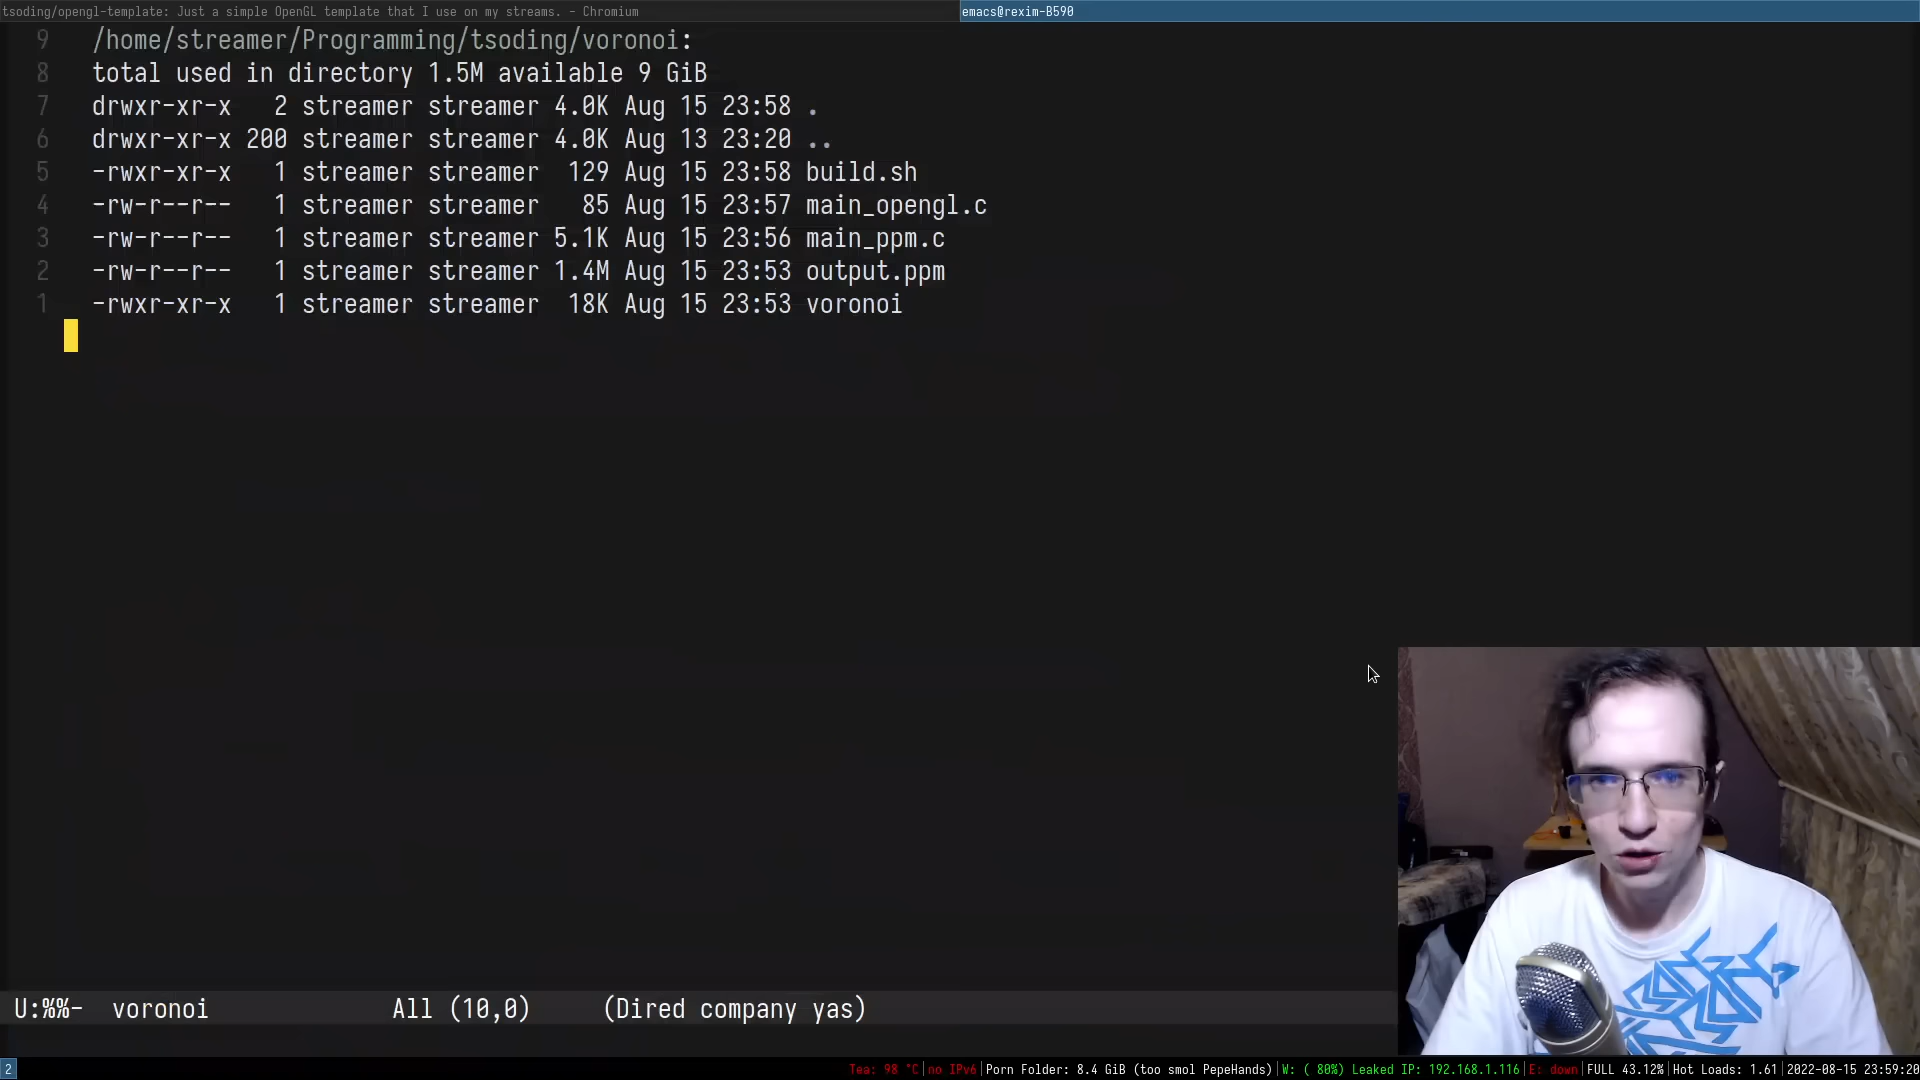 tsoding/opengl-template: Just a simple OpenGL template that I use on my streams. - Chromium
emacs@rexim-B590
9 /home/streamer/Programming/tsoding/voronoi:
8 total used in directory 1.5M available 9 GiB
7 drwxr-xr-x 2 streamer streamer 4.0K Aug 15 23:58 .
6 drwxr-xr-x 200 streamer streamer 4.0K Aug 13 23:20 ..
5 -rwxr-xr-x 1 streamer streamer 129 Aug 15 23:58 build.sh
4 -rw-r--r-- 1 streamer streamer 85 Aug 15 23:57 main_opengl.c
3 -rw-r--r-- 1 streamer streamer 5.1K Aug 15 23:56 main_ppm.c
2 -rw-r--r-- 1 streamer streamer 1.4M Aug 15 23:53 output.ppm
1 -rwxr-xr-x 1 streamer streamer 18K Aug 15 23:53 voronoi
U:%%- voronoi All (10,0) (Dired company yas)
2 Tea: 98 °C|no IPv6|Porn Folder: 8.4 GiB (too smol PepeHands)|W: ( 80%) Leaked IP: 192.168.1.116|E: down|FULL 43.12%|Hot Loads: 1.61|2022-08-15 23:59:20